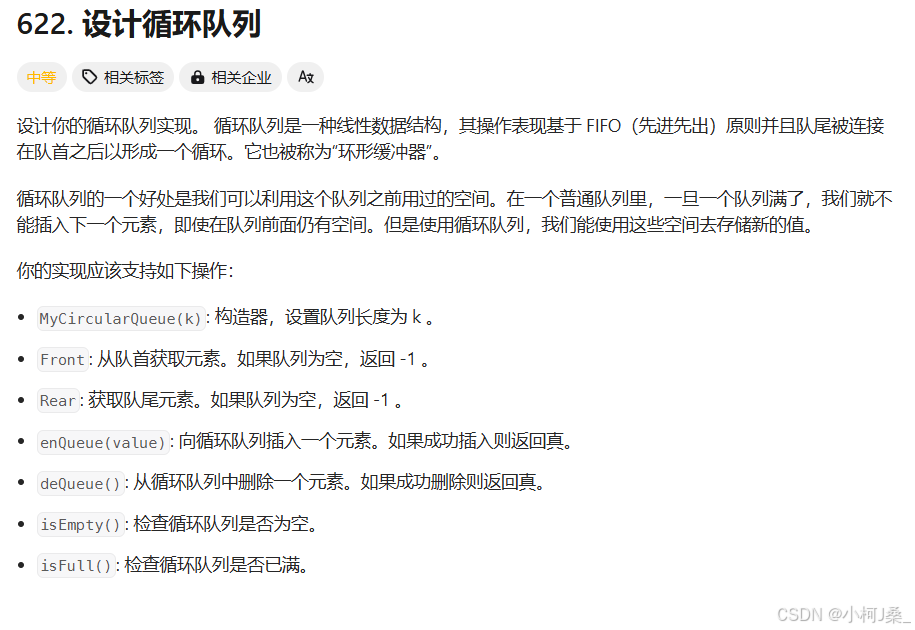 622. 设计循环队列
中等 相关标签 相关企业 Ax
设计你的循环队列实现。 循环队列是一种线性数据结构，其操作表现基于 FIFO（先进先出）原则并且队尾被连接
在队首之后以形成一个循环。它也被称为“环形缓冲器”。
循环队列的一个好处是我们可以利用这个队列之前用过的空间。在一个普通队列里，一旦一个队列满了，我们就不
能插入下一个元素，即使在队列前面仍有空间。但是使用循环队列，我们能使用这些空间去存储新的值。
你的实现应该支持如下操作：
• MyCircularQueue(k): 构造器，设置队列长度为 k 。
• Front: 从队首获取元素。如果队列为空，返回 -1 。
• Rear: 获取队尾元素。如果队列为空，返回 -1 。
• enQueue(value): 向循环队列插入一个元素。如果成功插入则返回真。
• deQueue(): 从循环队列中删除一个元素。如果成功删除则返回真。
• isEmpty(): 检查循环队列是否为空。
• isFull(): 检查循环队列是否已满。
CSDN @小柯J桑_